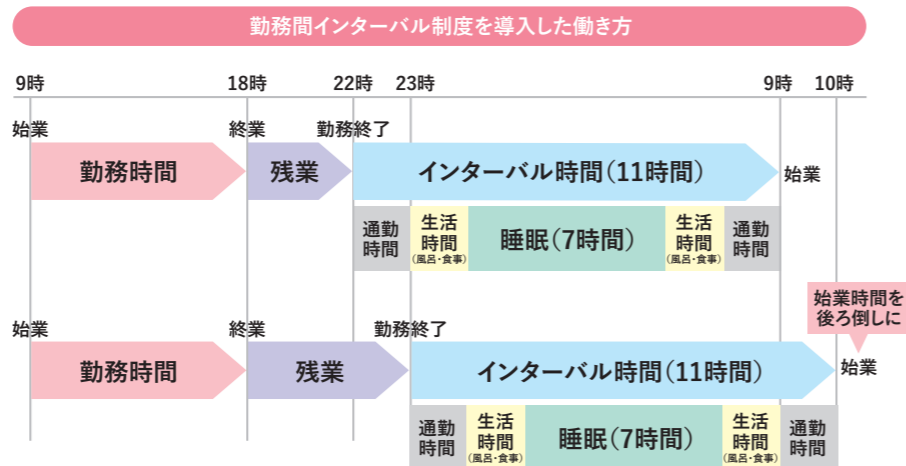 勤務間インターバル制度を導入した働き方
9時 18時 22時 23時 9時 10時
始業 終業 勤務終了
勤務時間 残業 インターバル時間(11時間) 始業
通勤時間 生活時間(風呂・食事) 睡眠(7時間) 生活時間(風呂・食事) 通勤時間
始業時間を
後ろ倒しに
始業 終業 勤務終了
勤務時間 残業 インターバル時間(11時間) 始業
通勤時間 生活時間(風呂・食事) 睡眠(7時間) 生活時間(風呂・食事) 通勤時間